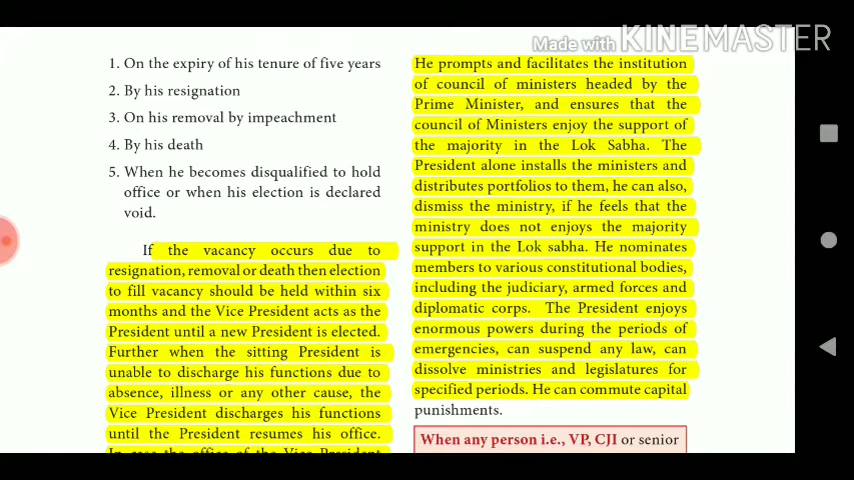 Made with KINEMASTER
1. On the expiry of his tenure of five years
2. By his resignation
3. On his removal by impeachment
4. By his death
5. When he becomes disqualified to hold
office or when his election is declared
void.
If the vacancy occurs due to
resignation, removal or death then election
to fill vacancy should be held within six
months and the Vice President acts as the
President until a new President is elected.
Further when the sitting President is
unable to discharge his functions due to
absence, illness or any other cause, the
Vice President discharges his functions
until the President resumes his office.
In case the office of the Vice President
He prompts and facilitates the institution
of council of ministers headed by the
Prime Minister, and ensures that the
council of Ministers enjoy the support of
the majority in the Lok Sabha. The
President alone installs the ministers and
distributes portfolios to them, he can also,
dismiss the ministry, if he feels that the
ministry does not enjoys the majority
support in the Lok sabha. He nominates
members to various constitutional bodies,
including the judiciary, armed forces and
diplomatic corps. The President enjoys
enormous powers during the periods of
emergencies, can suspend any law, can
dissolve ministries and legislatures for
specified periods. He can commute capital
punishments.
When any person i.e., VP, CJI or senior